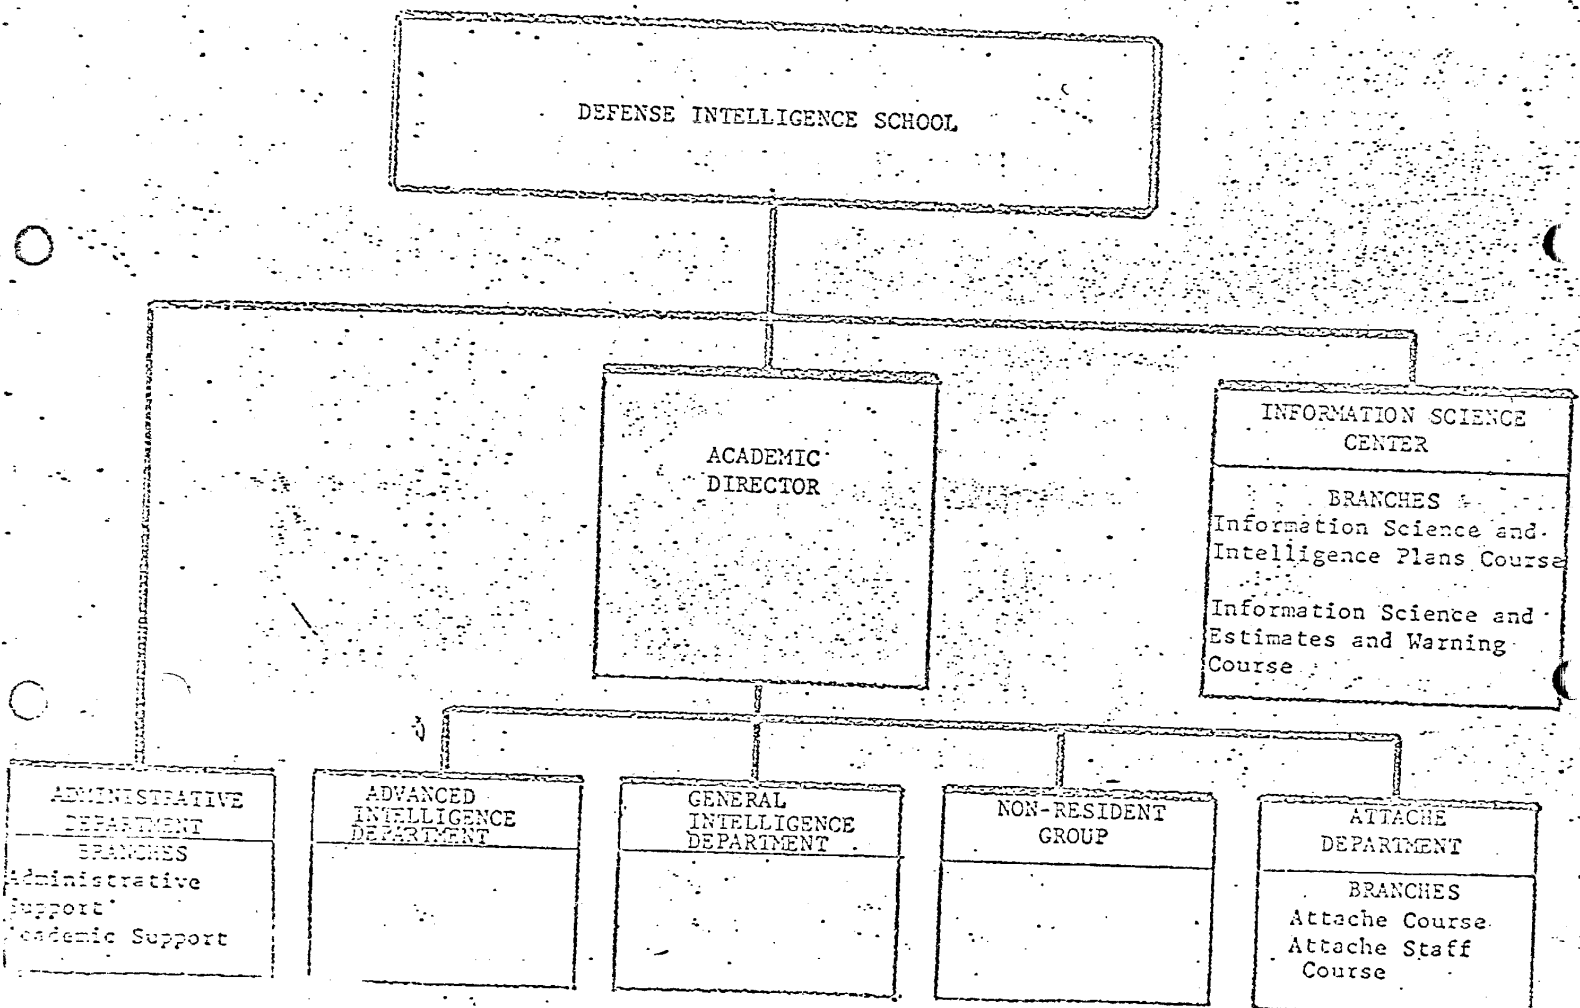 DEFENSE INTELLIGENCE SCHOOL
ACADEMIC
DIRECTOR
INFORMATION SCIENCE
CENTER
BRANCHES
Information Science and
Intelligence Plans Course
Information Science and
Estimates and Warning
Course
ADMINISTRATIVE
DEPARTMENT
BRANCHES
Administrative
Support
Academic Support
ADVANCED
INTELLIGENCE
DEPARTMENT
GENERAL
INTELLIGENCE
DEPARTMENT
NON-RESIDENT
GROUP
ATTACHE
DEPARTMENT
BRANCHES
Attache Course
Attache Staff
Course